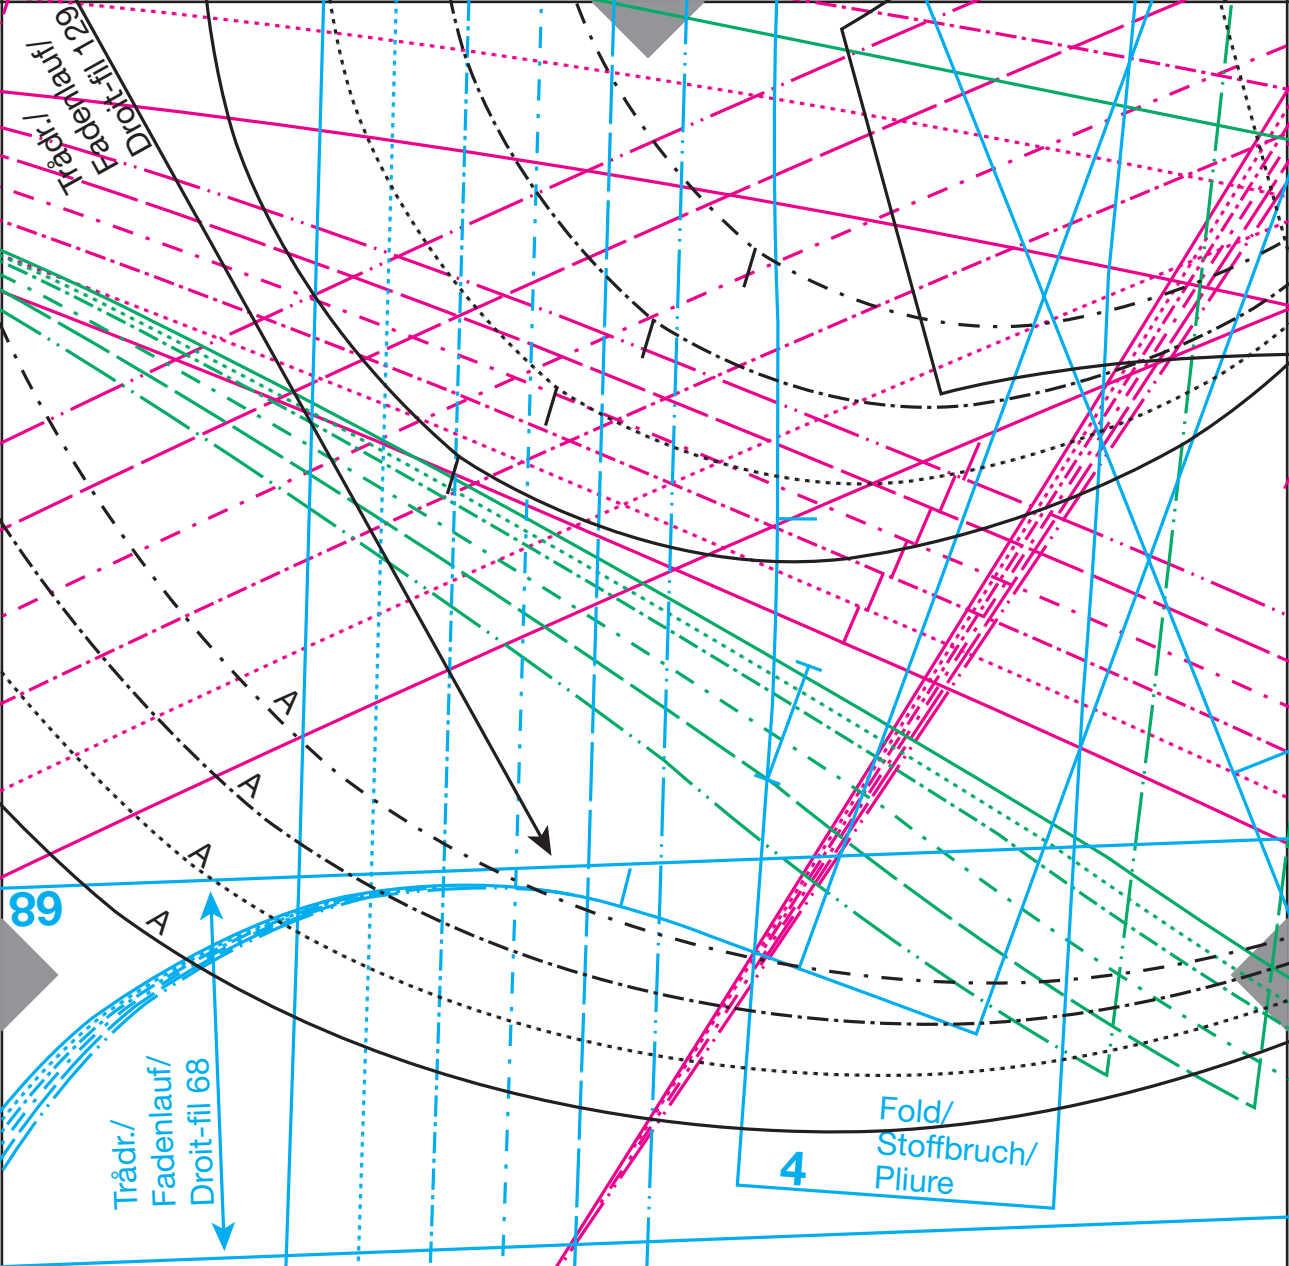 Trådr./
Fadenlauf/
Droit-fil 129
A
A
A
A
89
Trådr./
Fadenlauf/
Droit-fil 68
Fold/
Stoffbruch/
Pliure
4